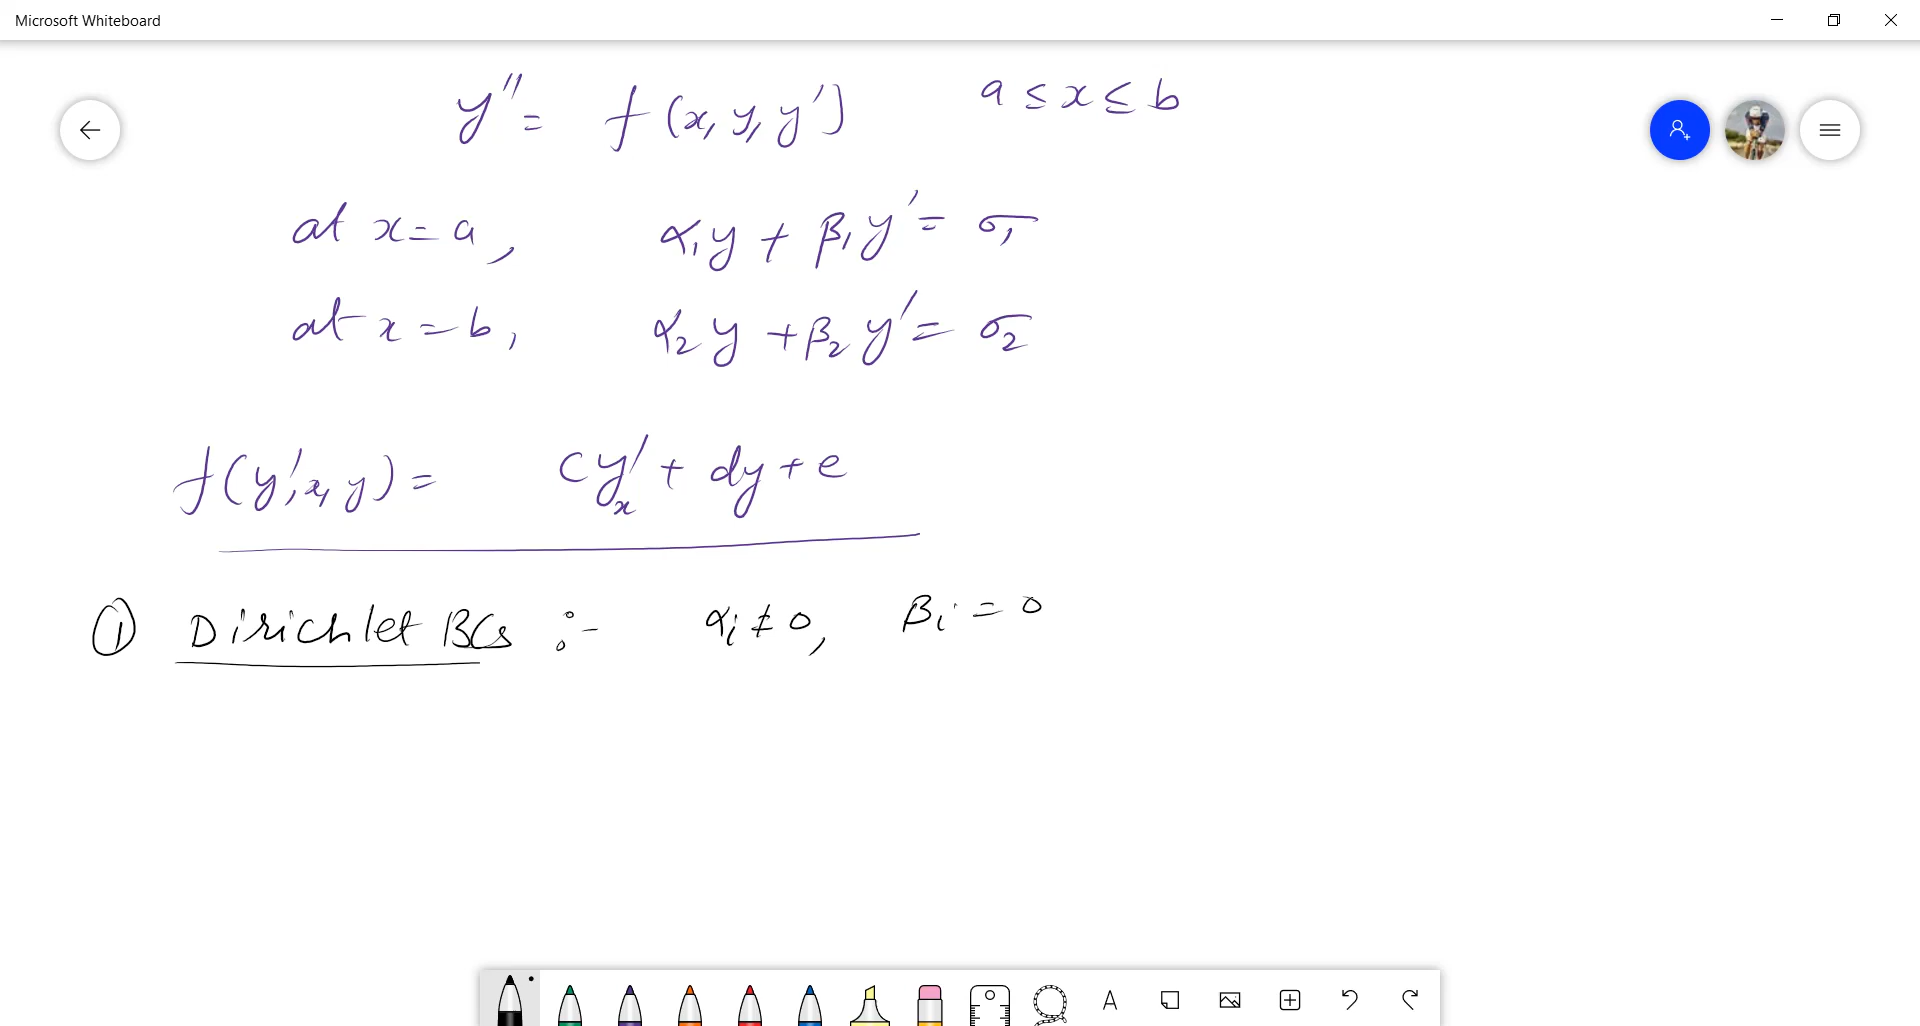 Microsoft Whiteboard
y'' = f(x, y, y') a ≤ x ≤ b
at x = a, α₁y + β₁y' = σ₁
at x = b, α₂y + β₂y' = σ₂
f(y', x, y) = cy'ₓ + dy + e
① Dirichlet BCs :- αᵢ ≠ 0, βᵢ = 0
A